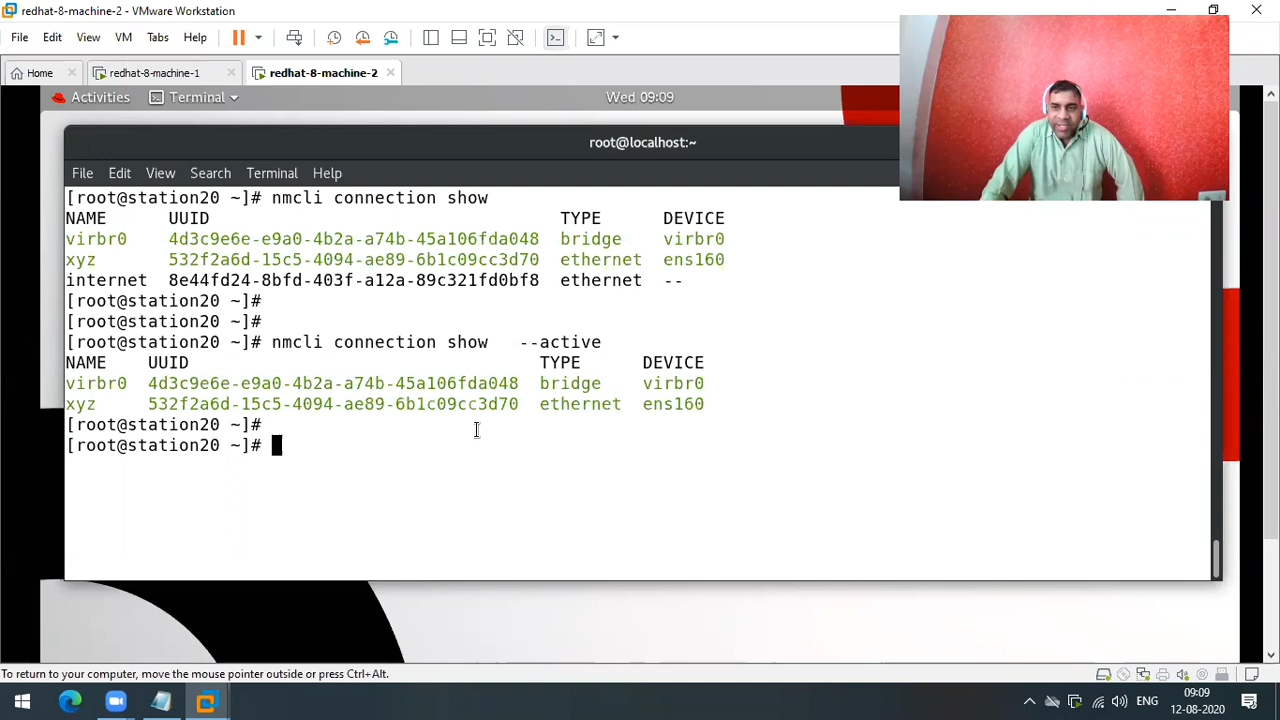 redhat-8-machine-2 - VMware Workstation
File Edit View VM Tabs Help
Home redhat-8-machine-1 redhat-8-machine-2
Activities Terminal Wed 09:09
root@localhost:~
File Edit View Search Terminal Help
[root@station20 ~]# nmcli connection show
NAME UUID TYPE DEVICE
virbr0 4d3c9e6e-e9a0-4b2a-a74b-45a106fda048 bridge virbr0
xyz 532f2a6d-15c5-4094-ae89-6b1c09cc3d70 ethernet ens160
internet 8e44fd24-8bfd-403f-a12a-89c321fd0bf8 ethernet --
[root@station20 ~]#
[root@station20 ~]#
[root@station20 ~]# nmcli connection show --active
NAME UUID TYPE DEVICE
virbr0 4d3c9e6e-e9a0-4b2a-a74b-45a106fda048 bridge virbr0
xyz 532f2a6d-15c5-4094-ae89-6b1c09cc3d70 ethernet ens160
[root@station20 ~]#
[root@station20 ~]#
To return to your computer, move the mouse pointer outside or press Ctrl+Alt.
ENG 09:09
12-08-2020